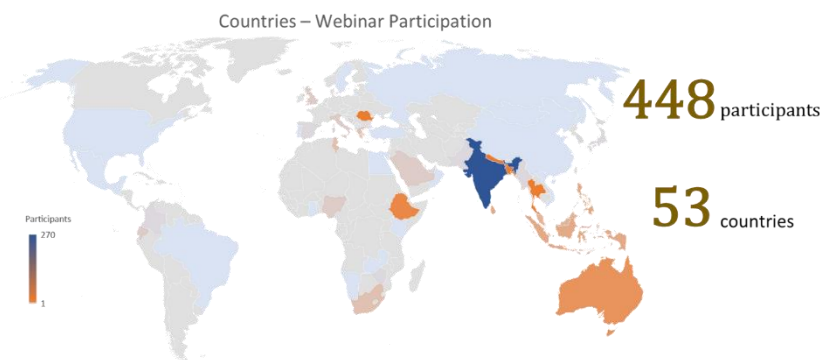 Countries – Webinar Participation
448 participants
53 countries
Participants
270
1